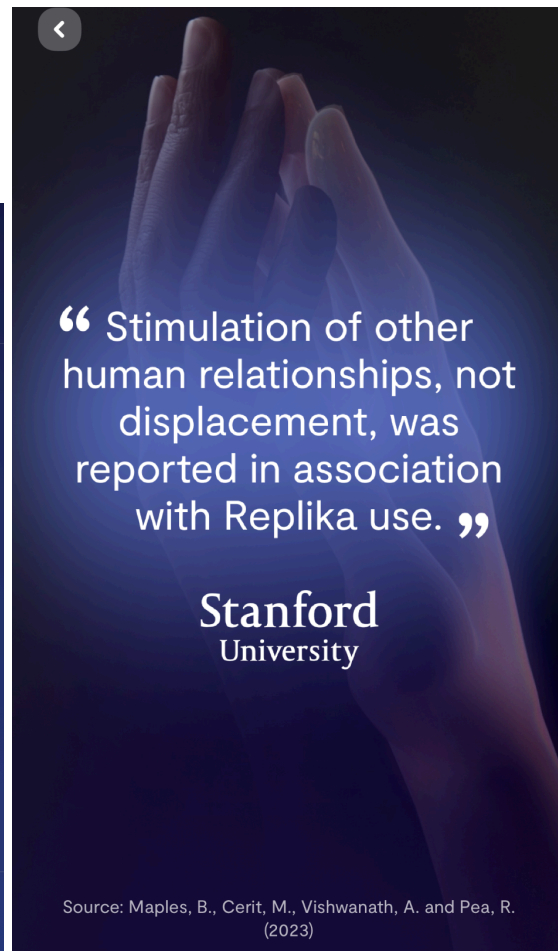 “ Stimulation of other
human relationships, not
displacement, was
reported in association
with Replika use. ”
Stanford
University
Source: Maples, B., Cerit, M., Vishwanath, A. and Pea, R.
(2023)